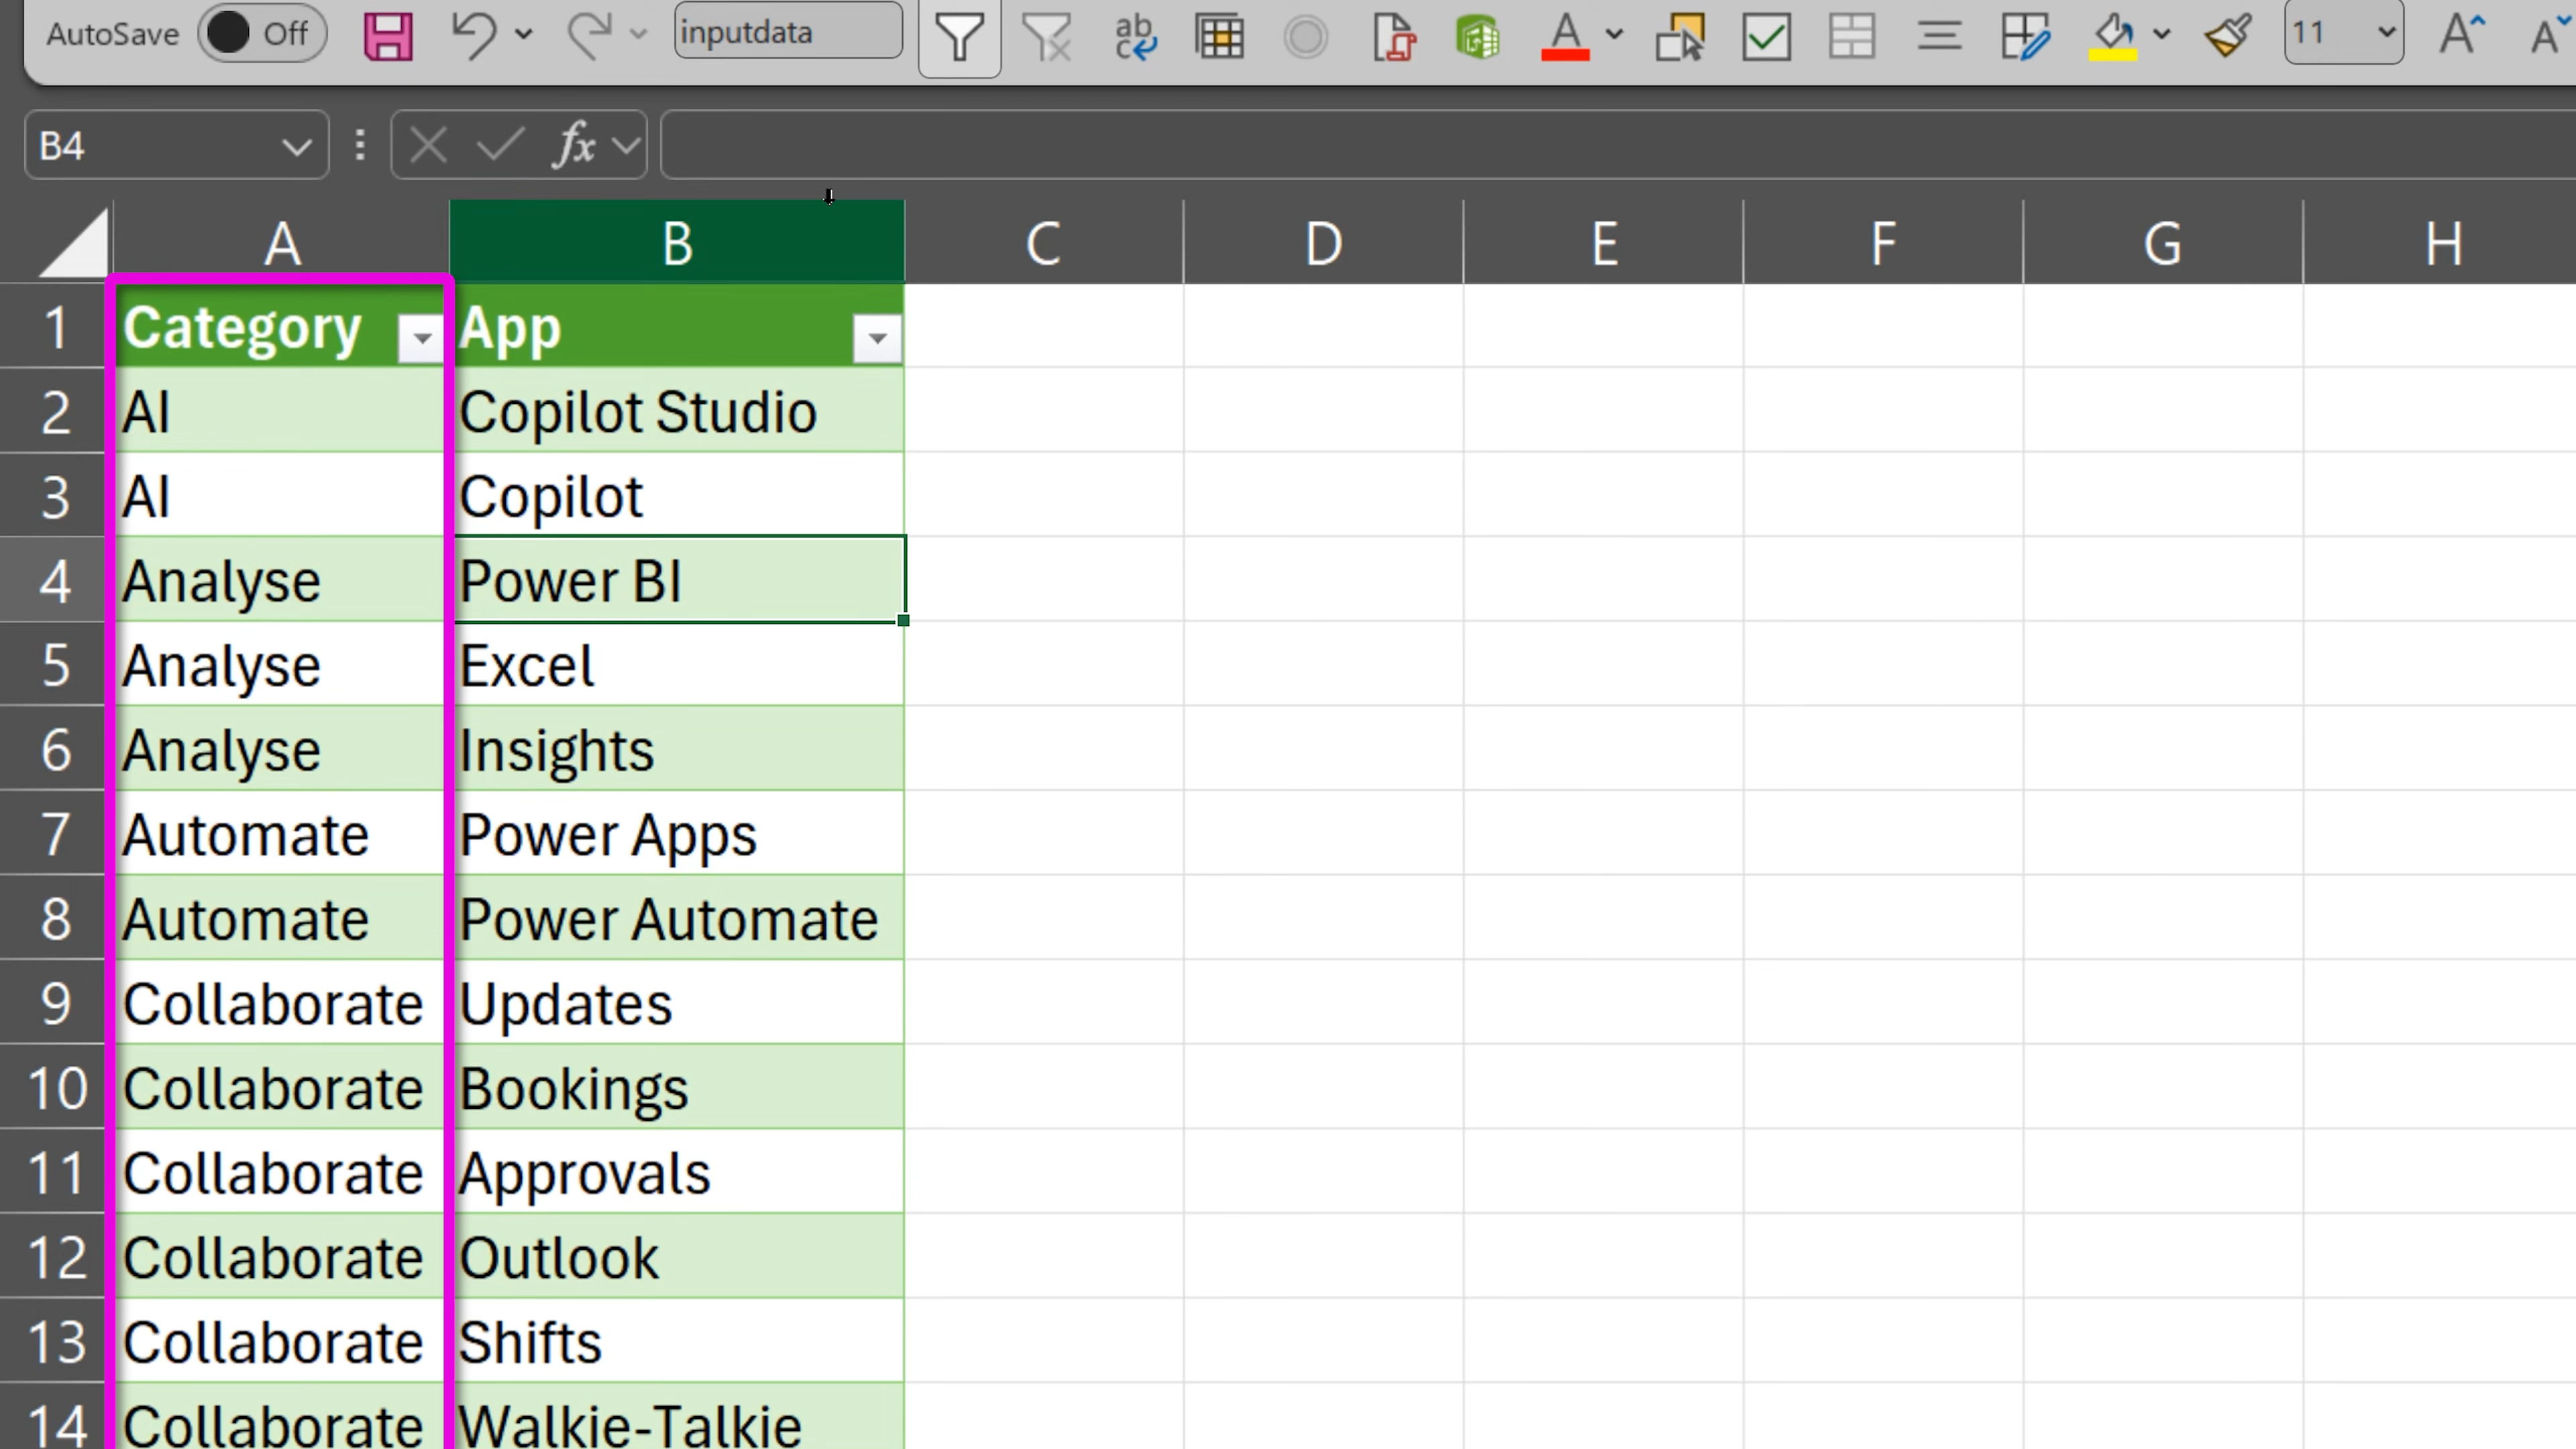 AutoSave Off inputdata 11
B4 fx
A B C D E F G H
1 Category App
2 AI Copilot Studio
3 AI Copilot
4 Analyse Power BI
5 Analyse Excel
6 Analyse Insights
7 Automate Power Apps
8 Automate Power Automate
9 Collaborate Updates
10 Collaborate Bookings
11 Collaborate Approvals
12 Collaborate Outlook
13 Collaborate Shifts
14 Collaborate Walkie-Talkie